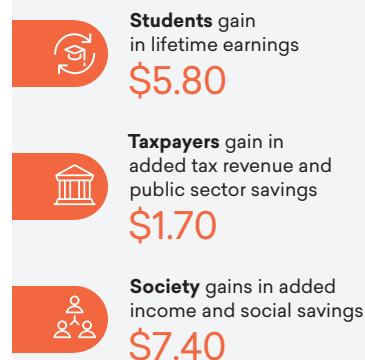 Students gain
in lifetime earnings
$5.80
Taxpayers gain in
added tax revenue and
public sector savings
$1.70
Society gains in added
income and social savings
$7.40